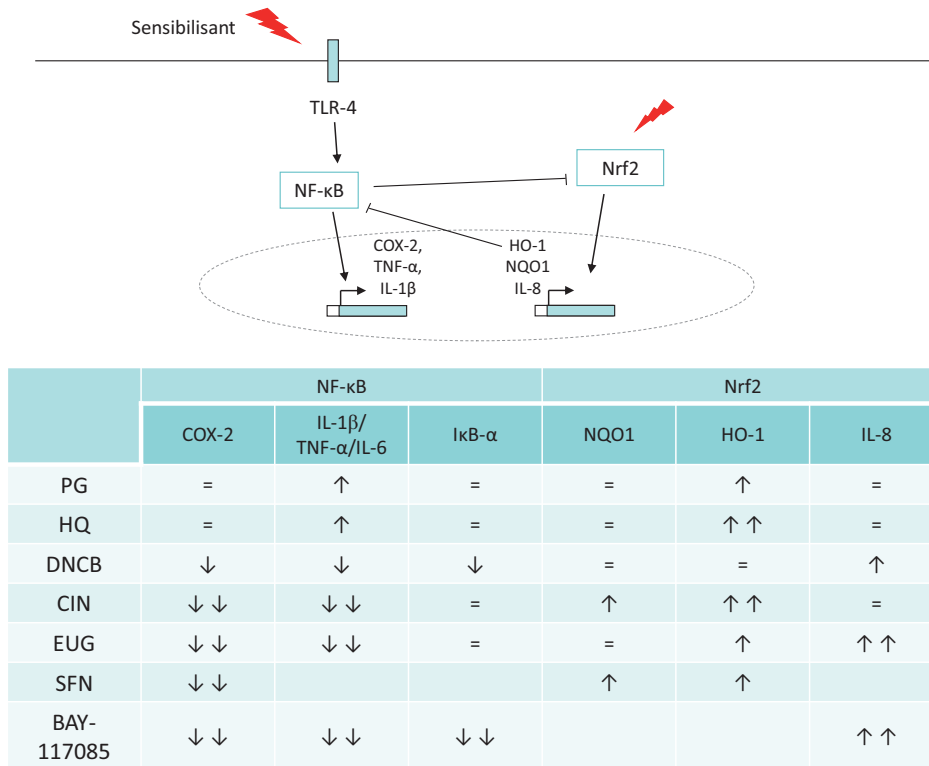 Sensibilisant
TLR-4
Nrf2
NF-κB
COX-2, HO-1
TNF-α, NQO1
IL-1β IL-8
NF-κB Nrf2
COX-2 IL-1β/ TNF-α/IL-6 IκB-α NQO1 HO-1 IL-8
PG = ↑ = = ↑ =
HQ = ↑ = = ↑ ↑ =
DNCB ↓ ↓ ↓ = = ↑
CIN ↓ ↓ ↓ ↓ = ↑ ↑ ↑ =
EUG ↓ ↓ ↓ ↓ = = ↑ ↑ ↑
SFN ↓ ↓ ↑ ↑
BAY-
117085 ↓ ↓ ↓ ↓ ↓ ↓ ↑ ↑